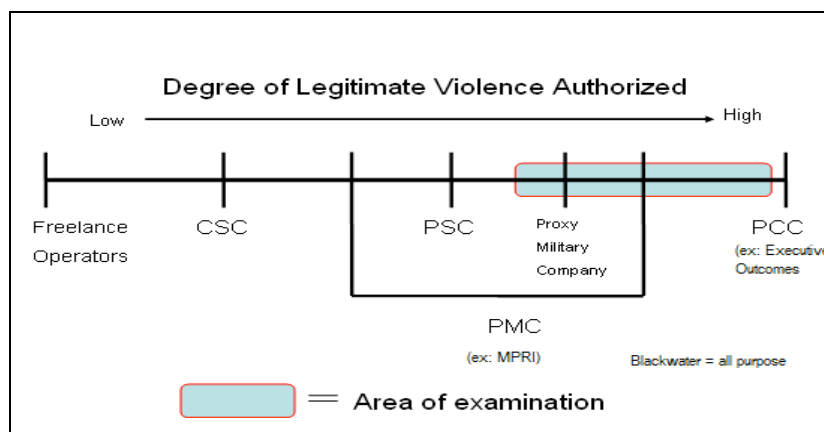 Degree of Legitimate Violence Authorized
Low
High
Freelance
Operators
CSC
PSC
Proxy
Military
Company
PCC
(ex: Executive
Outcomes
PMC
(ex: MPRI)
Blackwater = all purpose
= Area of examination